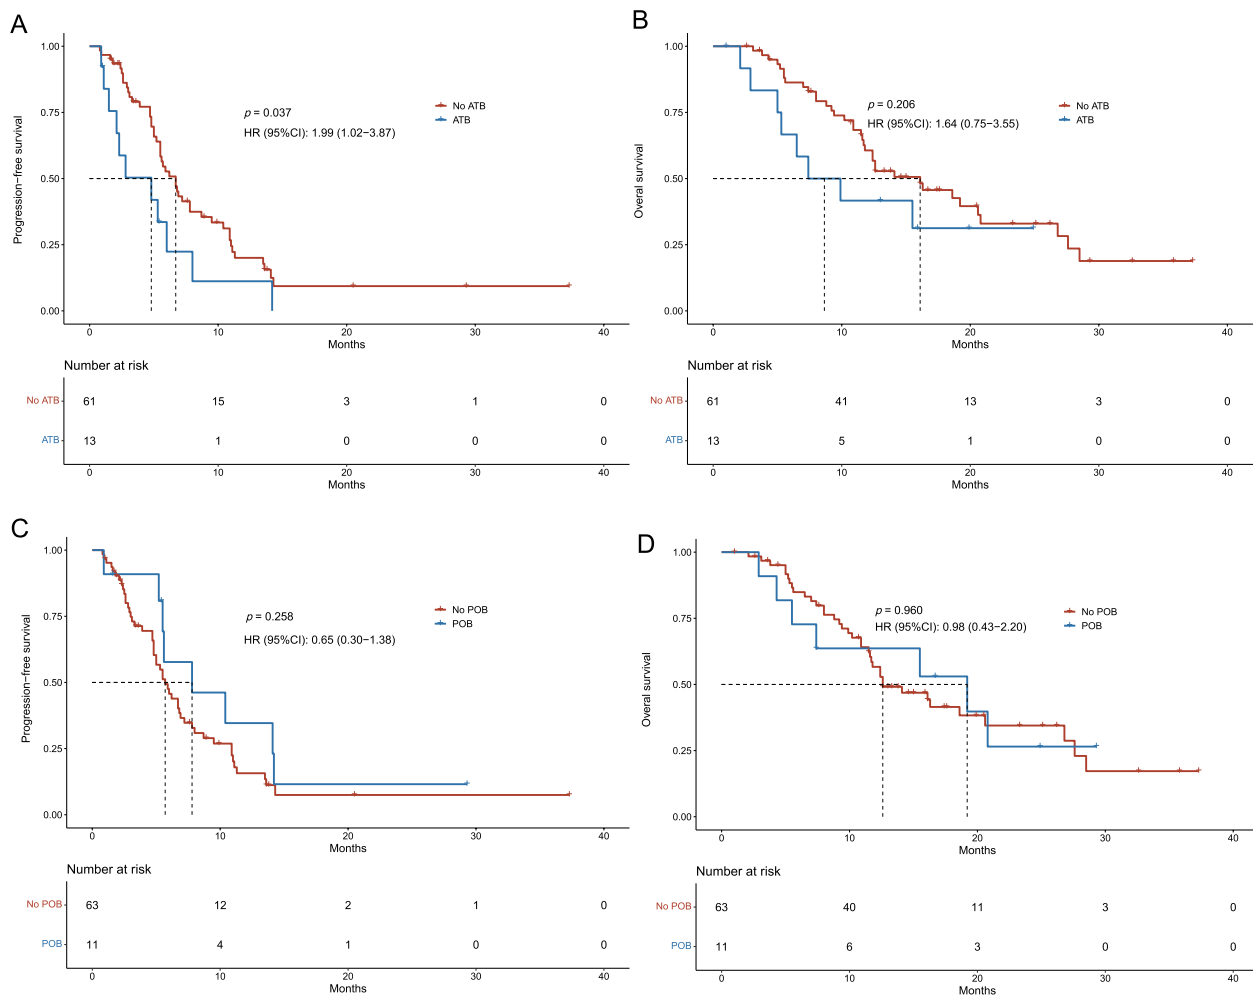 A
Progression−free survival
1.00
0.75
0.50
0.25
0.00
p = 0.037
HR (95%CI): 1.99 (1.02−3.87)
No ATB
ATB
0 10 20 30 40
Months
Number at risk
No ATB 61 15 3 1 0
ATB 13 1 0 0 0
0 10 20 30 40
Months
B
Overal survival
1.00
0.75
0.50
0.25
0.00
p = 0.206
HR (95%CI): 1.64 (0.75−3.55)
No ATB
ATB
0 10 20 30 40
Months
Number at risk
No ATB 61 41 13 3 0
ATB 13 5 1 0 0
0 10 20 30 40
Months
C
Progression−free survival
1.00
0.75
0.50
0.25
0.00
p = 0.258
HR (95%CI): 0.65 (0.30−1.38)
No POB
POB
0 10 20 30 40
Months
Number at risk
No POB 63 12 2 1 0
POB 11 4 1 0 0
0 10 20 30 40
Months
D
Overal survival
1.00
0.75
0.50
0.25
0.00
p = 0.960
HR (95%CI): 0.98 (0.43−2.20)
No POB
POB
0 10 20 30 40
Months
Number at risk
No POB 63 40 11 3 0
POB 11 6 3 0 0
0 10 20 30 40
Months